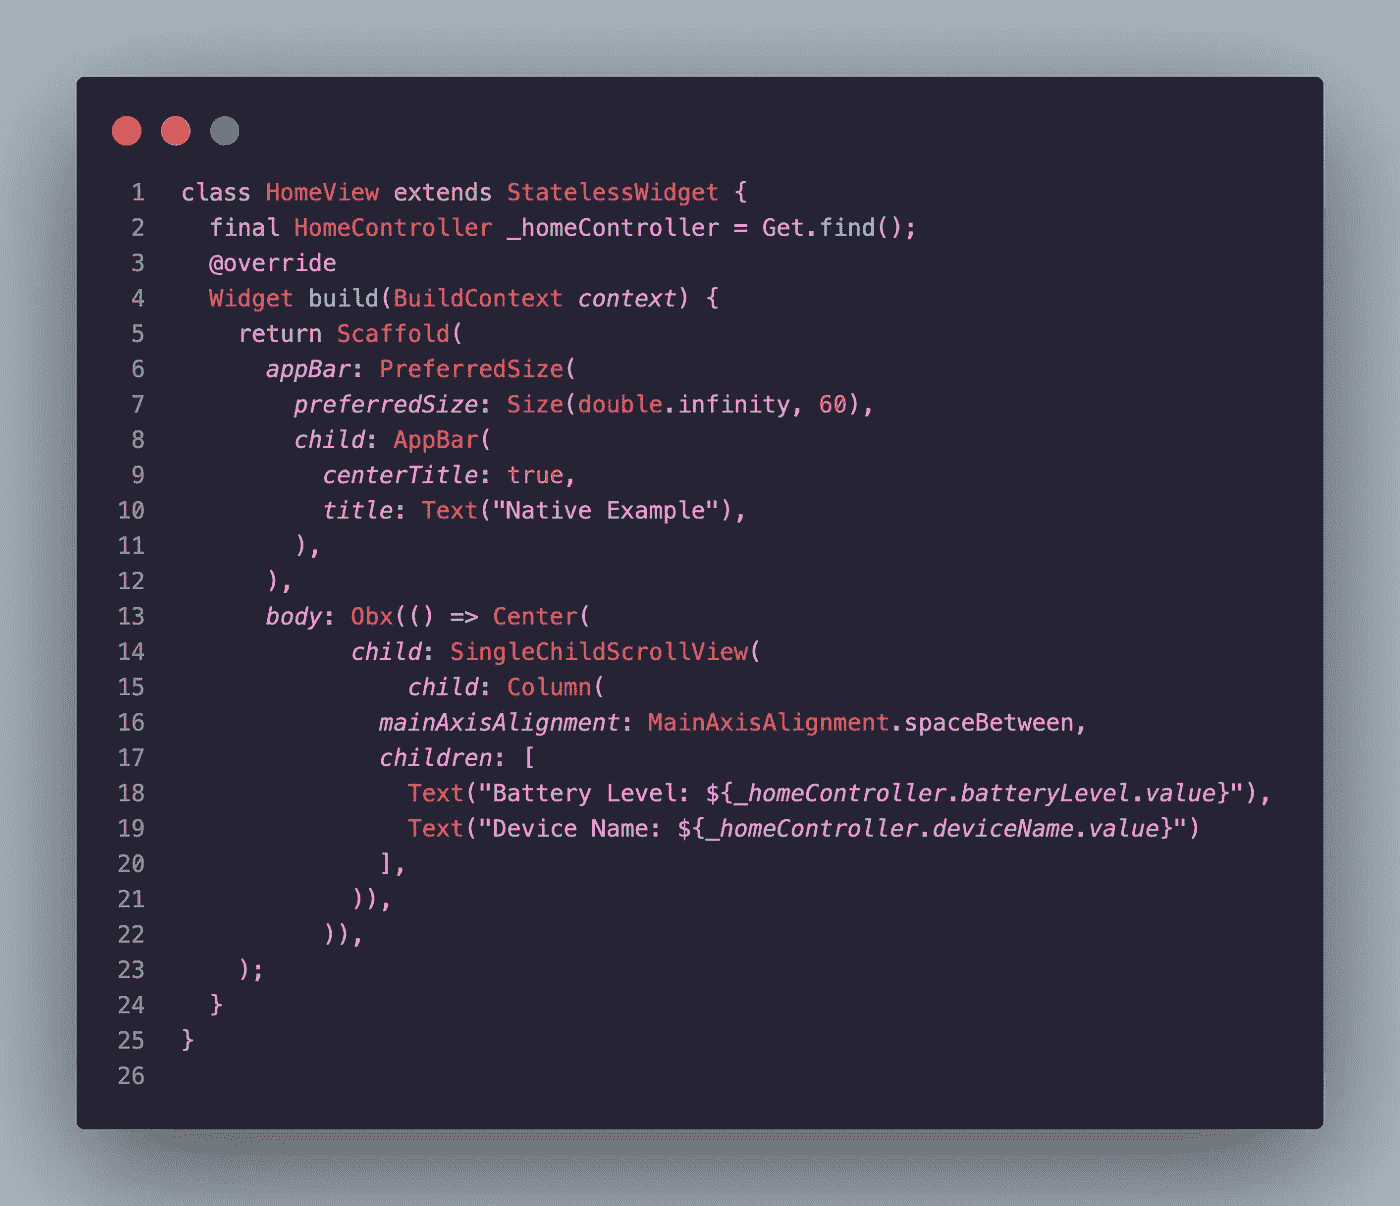 1 class HomeView extends StatelessWidget {
2   final HomeController _homeController = Get.find();
3   @override
4   Widget build(BuildContext context) {
5     return Scaffold(
6       appBar: PreferredSize(
7         preferredSize: Size(double.infinity, 60),
8         child: AppBar(
9           centerTitle: true,
10           title: Text("Native Example"),
11         ),
12       ),
13       body: Obx(() => Center(
14             child: SingleChildScrollView(
15                 child: Column(
16               mainAxisAlignment: MainAxisAlignment.spaceBetween,
17               children: [
18                 Text("Battery Level: ${_homeController.batteryLevel.value}"),
19                 Text("Device Name: ${_homeController.deviceName.value}")
20               ],
21             )),
22           )),
23     );
24   }
25 }
26